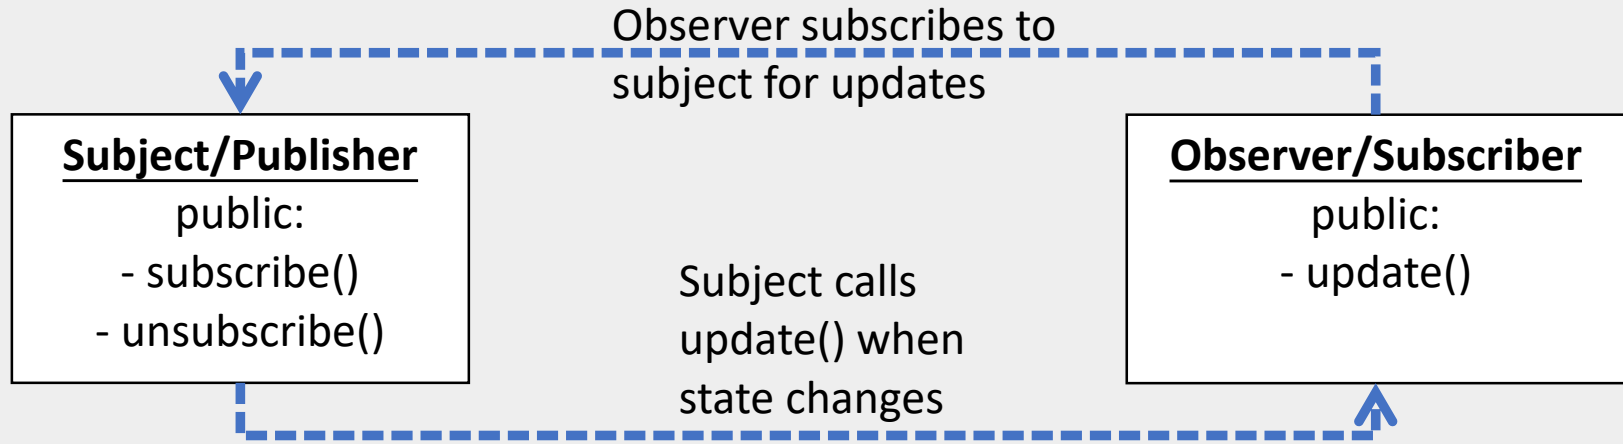 Observer subscribes to
subject for updates
Subject/Publisher
public:
- subscribe()
- unsubscribe()
Subject calls
update() when
state changes
Observer/Subscriber
public:
- update()